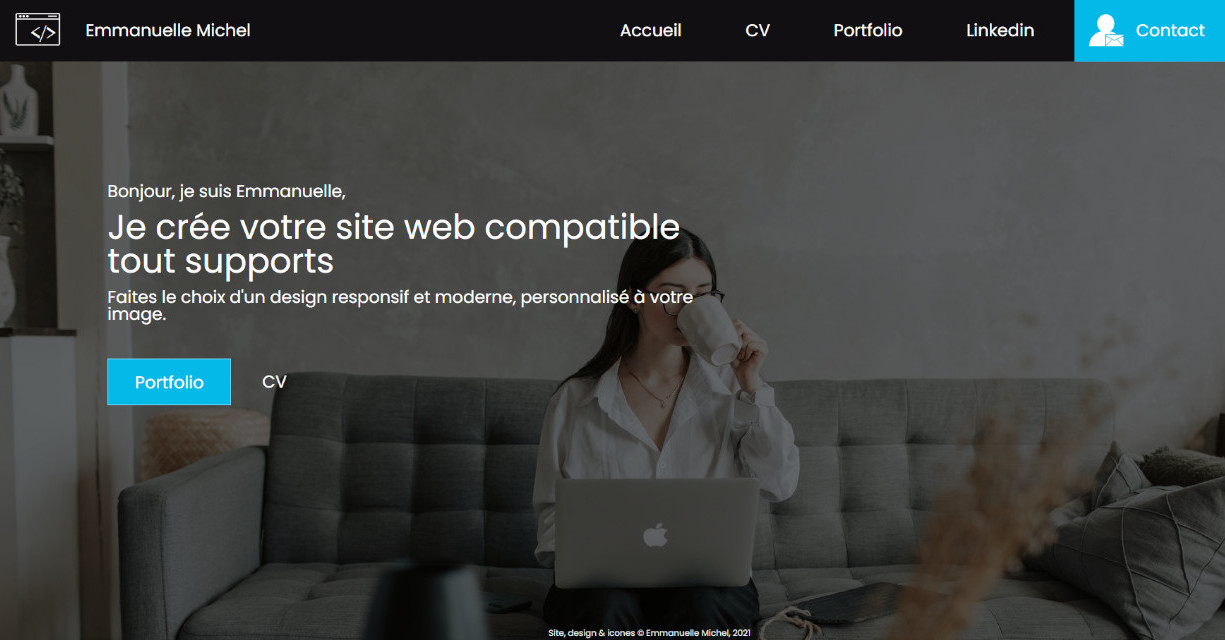 </>
Emmanuelle Michel
Accueil
CV
Portfolio
Linkedin
Contact
Bonjour, je suis Emmanuelle,
Je crée votre site web compatible
tout supports
Faites le choix d'un design responsif et moderne, personnalisé à votre
image.
Portfolio
CV
Site, design & icones © Emmanuelle Michel, 2021